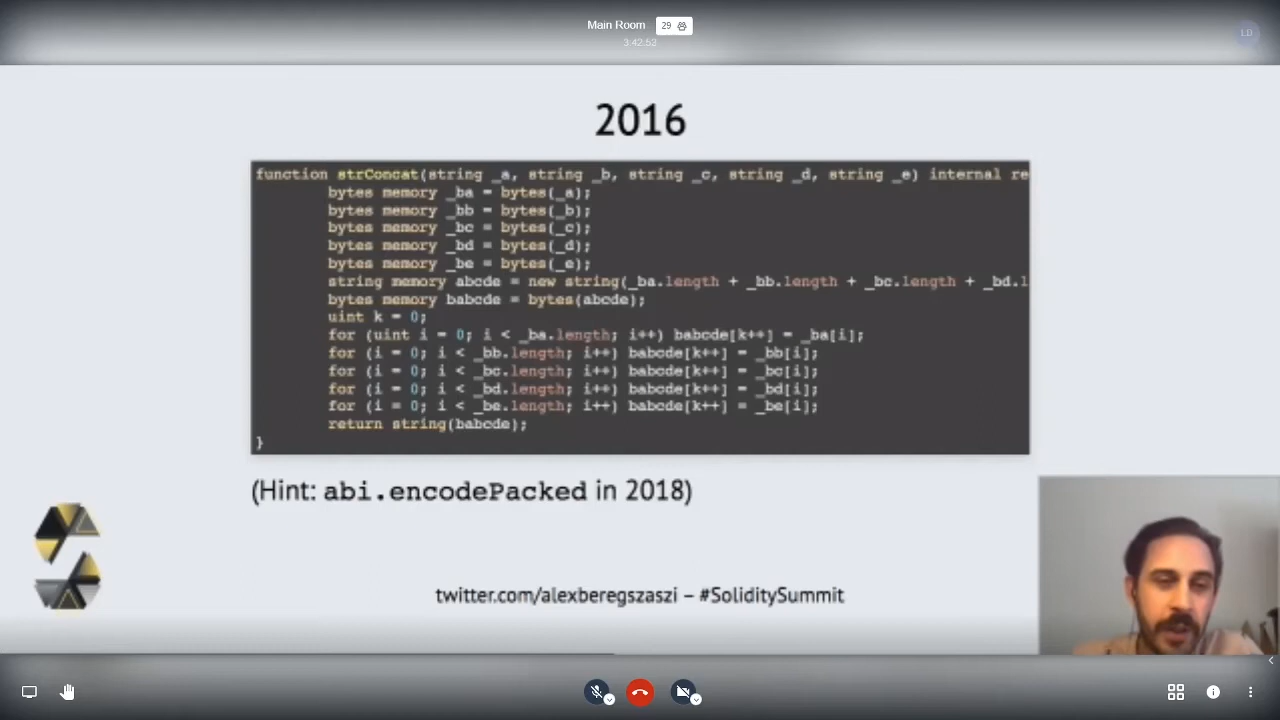 Main Room 29
3:42:52
LD
2016
function strConcat(string _a, string _b, string _c, string _d, string _e) internal re
bytes memory _ba = bytes(_a);
bytes memory _bb = bytes(_b);
bytes memory _bc = bytes(_c);
bytes memory _bd = bytes(_d);
bytes memory _be = bytes(_e);
string memory abcde = new string(_ba.length + _bb.length + _bc.length + _bd.l
bytes memory babcde = bytes(abcde);
uint k = 0;
for (uint i = 0; i < _ba.length; i++) babcde[k++] = _ba[i];
for (i = 0; i < _bb.length; i++) babcde[k++] = _bb[i];
for (i = 0; i < _bc.length; i++) babcde[k++] = _bc[i];
for (i = 0; i < _bd.length; i++) babcde[k++] = _bd[i];
for (i = 0; i < _be.length; i++) babcde[k++] = _be[i];
return string(babcde);
}
(Hint: abi.encodePacked in 2018)
twitter.com/alexberegszaszi – #SoliditySummit